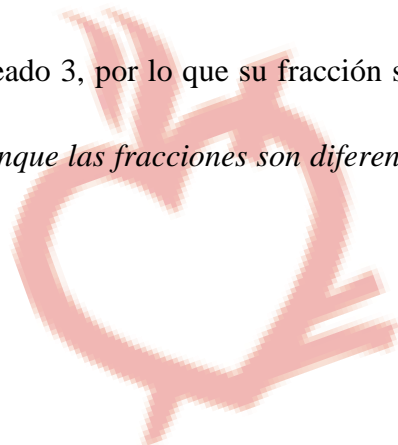 eado 3, por lo que su fracción s
nque las fracciones son diferen